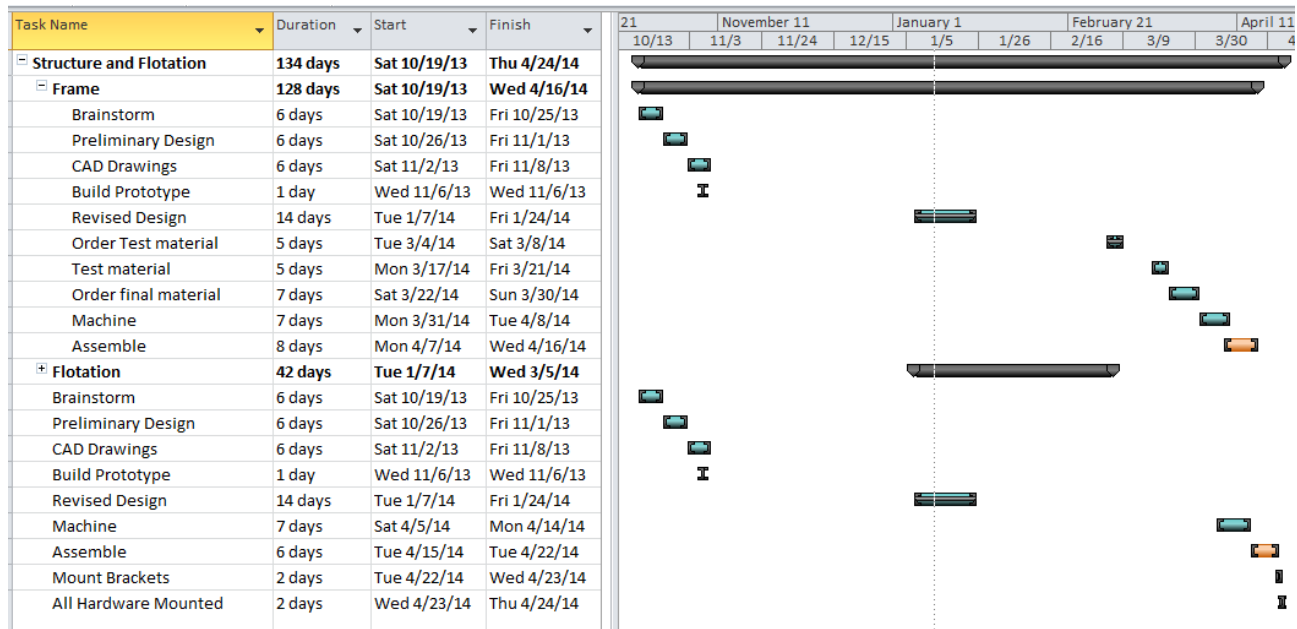 Task Name Duration Start Finish 21 November 11 January 1 February 21 April 11
10/13 11/3 11/24 12/15 1/5 1/26 2/16 3/9 3/30 4
Structure and Flotation 134 days Sat 10/19/13 Thu 4/24/14
Frame 128 days Sat 10/19/13 Wed 4/16/14
Brainstorm 6 days Sat 10/19/13 Fri 10/25/13
Preliminary Design 6 days Sat 10/26/13 Fri 11/1/13
CAD Drawings 6 days Sat 11/2/13 Fri 11/8/13
Build Prototype 1 day Wed 11/6/13 Wed 11/6/13
Revised Design 14 days Tue 1/7/14 Fri 1/24/14
Order Test material 5 days Tue 3/4/14 Sat 3/8/14
Test material 5 days Mon 3/17/14 Fri 3/21/14
Order final material 7 days Sat 3/22/14 Sun 3/30/14
Machine 7 days Mon 3/31/14 Tue 4/8/14
Assemble 8 days Mon 4/7/14 Wed 4/16/14
Flotation 42 days Tue 1/7/14 Wed 3/5/14
Brainstorm 6 days Sat 10/19/13 Fri 10/25/13
Preliminary Design 6 days Sat 10/26/13 Fri 11/1/13
CAD Drawings 6 days Sat 11/2/13 Fri 11/8/13
Build Prototype 1 day Wed 11/6/13 Wed 11/6/13
Revised Design 14 days Tue 1/7/14 Fri 1/24/14
Machine 7 days Sat 4/5/14 Mon 4/14/14
Assemble 6 days Tue 4/15/14 Tue 4/22/14
Mount Brackets 2 days Tue 4/22/14 Wed 4/23/14
All Hardware Mounted 2 days Wed 4/23/14 Thu 4/24/14